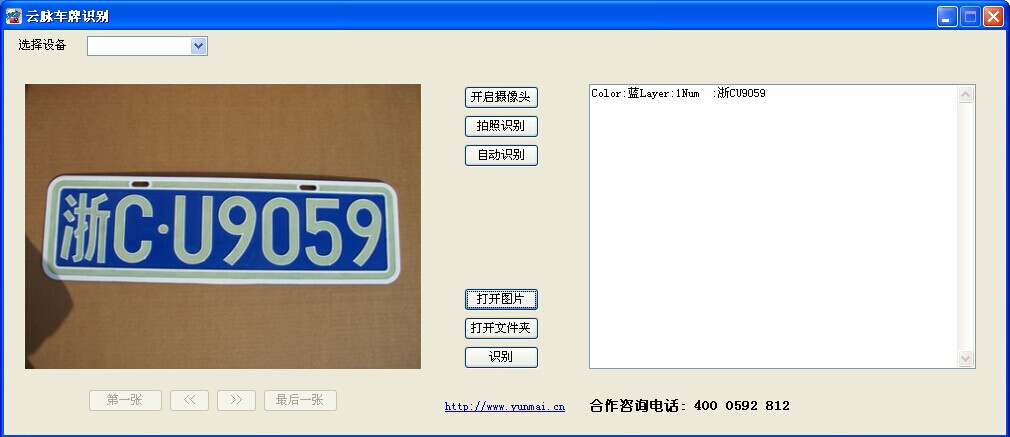 云脉车牌识别
选择设备
开启摄像头
拍照识别
自动识别
浙C·U9059
打开图片
打开文件夹
识别
Color:蓝Layer:1Num  :浙CU9059
第一张
<<
>>
最后一张
http://www.yunmai.cn
合作咨询电话: 400 0592 812